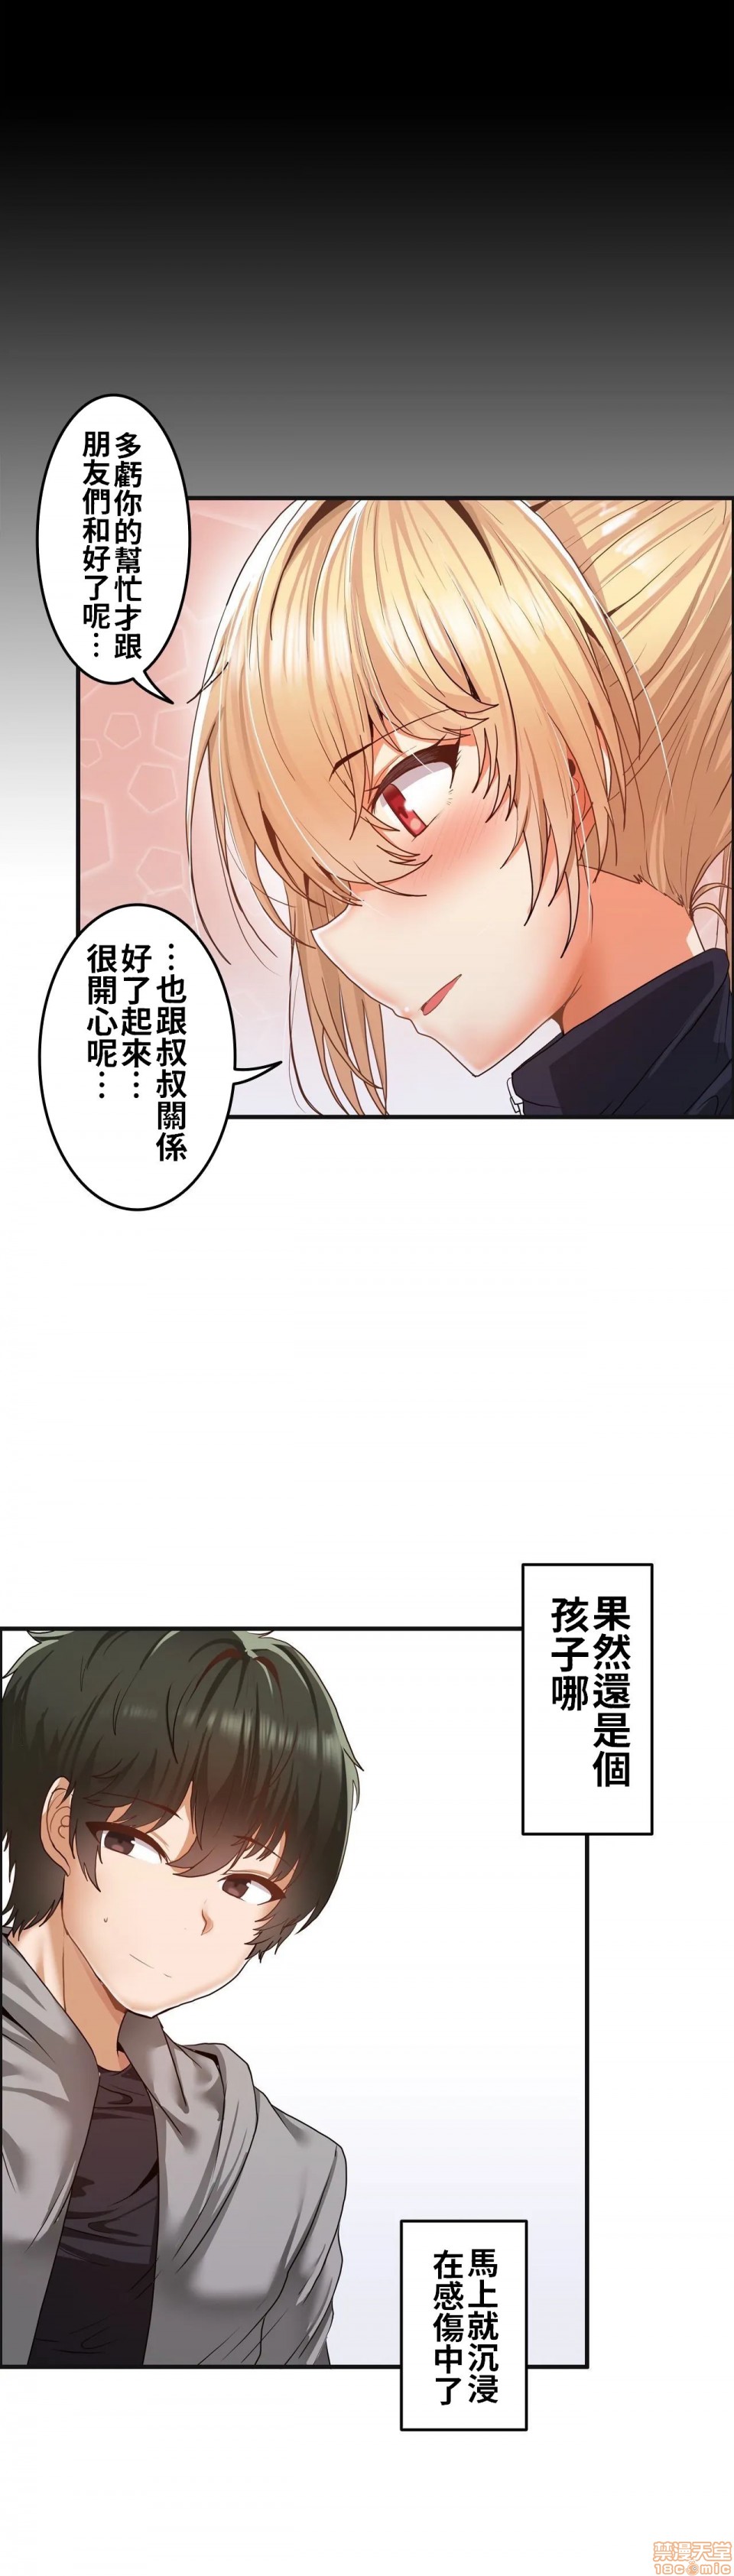 多虧你的幫忙才跟
朋友們和好了呢…
…也跟叔叔關係
好了起來…
很開心呢…
果然還是個
孩子哪
馬上就沉浸
在感傷中了
禁漫天堂
18comic